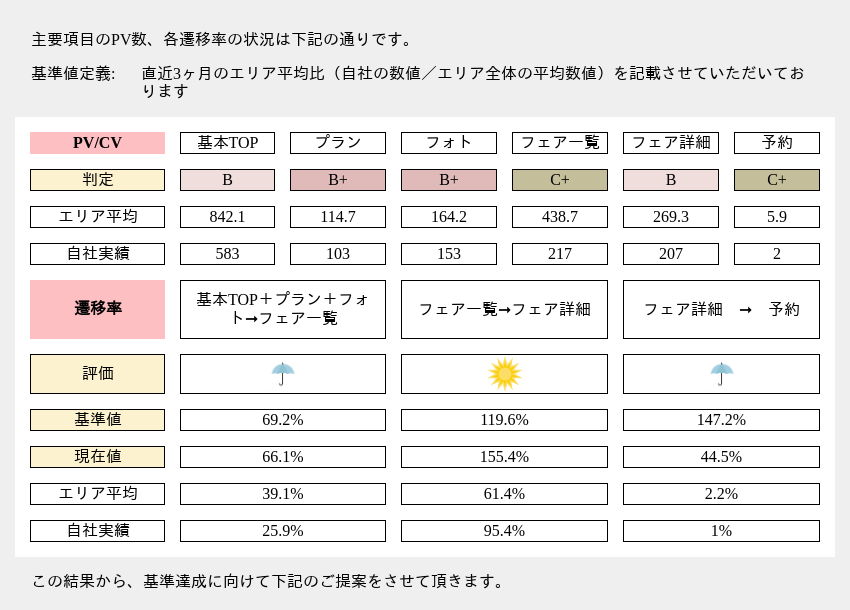 主要項目のPV数、各遷移率の状況は下記の通りです。
基準値定義: 直近3ヶ月のエリア平均比（自社の数値／エリア全体の平均数値）を記載させていただいてお
ります
PV/CV 基本TOP プラン フォト フェア一覧 フェア詳細 予約
判定 B B+ B+ C+ B C+
エリア平均 842.1 114.7 164.2 438.7 269.3 5.9
自社実績 583 103 153 217 207 2
遷移率 基本TOP＋プラン＋フォ
ト→フェア一覧 フェア一覧→フェア詳細 フェア詳細 → 予約
評価
基準値 69.2% 119.6% 147.2%
現在値 66.1% 155.4% 44.5%
エリア平均 39.1% 61.4% 2.2%
自社実績 25.9% 95.4% 1%
この結果から、基準達成に向けて下記のご提案をさせて頂きます。